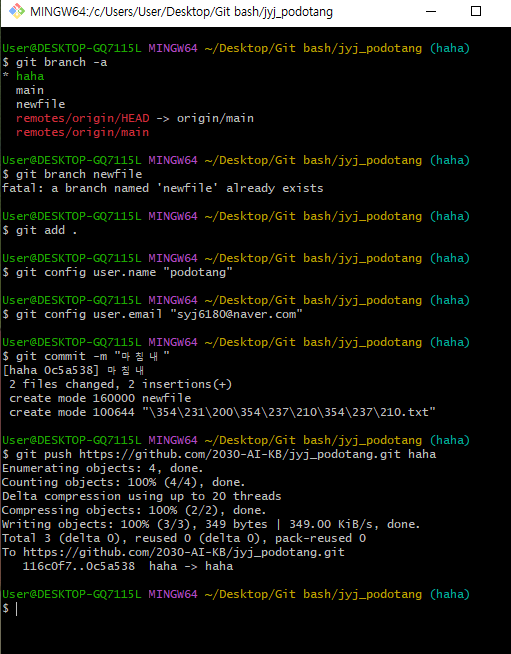 MINGW64:/c/Users/User/Desktop/Git bash/jyj_podotang
User@DESKTOP-GQ7115L MINGW64 ~/Desktop/Git bash/jyj_podotang (haha)
$ git branch -a
* haha
  main
  newfile
  remotes/origin/HEAD -> origin/main
  remotes/origin/main
User@DESKTOP-GQ7115L MINGW64 ~/Desktop/Git bash/jyj_podotang (haha)
$ git branch newfile
fatal: a branch named 'newfile' already exists
User@DESKTOP-GQ7115L MINGW64 ~/Desktop/Git bash/jyj_podotang (haha)
$ git add .
User@DESKTOP-GQ7115L MINGW64 ~/Desktop/Git bash/jyj_podotang (haha)
$ git config user.name "podotang"
User@DESKTOP-GQ7115L MINGW64 ~/Desktop/Git bash/jyj_podotang (haha)
$ git config user.email "syj6180@naver.com"
User@DESKTOP-GQ7115L MINGW64 ~/Desktop/Git bash/jyj_podotang (haha)
$ git commit -m "마침내"
[haha 0c5a538] 마침내
 2 files changed, 2 insertions(+)
 create mode 160000 newfile
 create mode 100644 "\354\231\200\354\237\210\354\237\210.txt"
User@DESKTOP-GQ7115L MINGW64 ~/Desktop/Git bash/jyj_podotang (haha)
$ git push https://github.com/2030-AI-KB/jyj_podotang.git haha
Enumerating objects: 4, done.
Counting objects: 100% (4/4), done.
Delta compression using up to 20 threads
Compressing objects: 100% (2/2), done.
Writing objects: 100% (3/3), 349 bytes | 349.00 KiB/s, done.
Total 3 (delta 0), reused 0 (delta 0), pack-reused 0
To https://github.com/2030-AI-KB/jyj_podotang.git
   116c0f7..0c5a538  haha -> haha
User@DESKTOP-GQ7115L MINGW64 ~/Desktop/Git bash/jyj_podotang (haha)
$